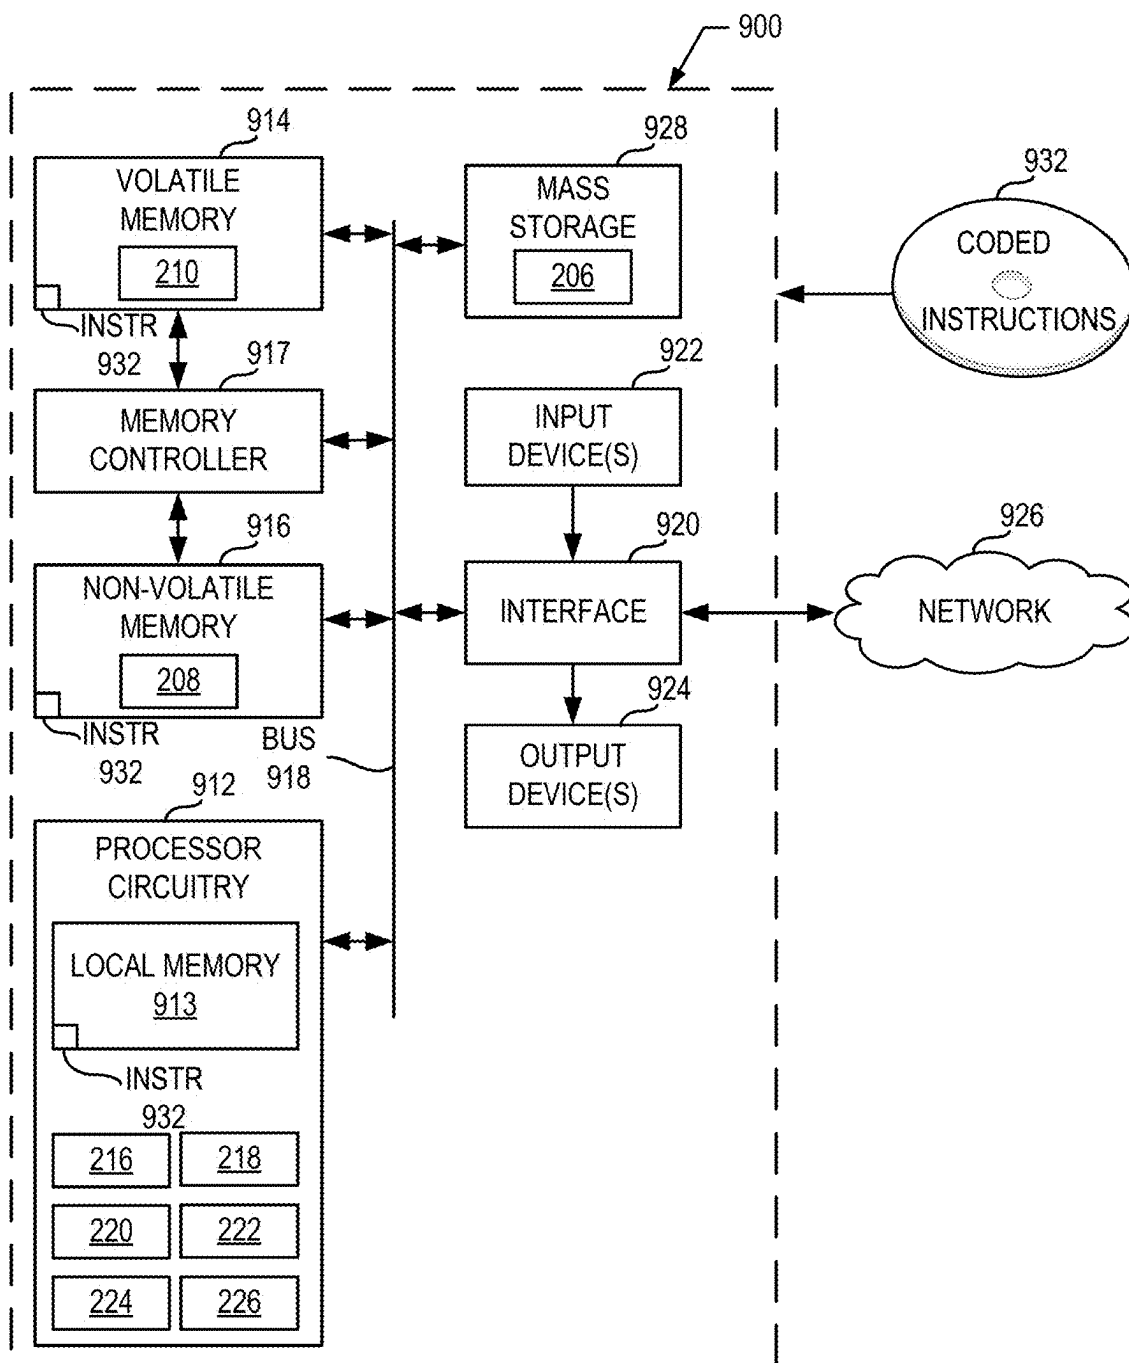 900
914
VOLATILE
MEMORY
210
INSTR
932
928
MASS
STORAGE
206
932
CODED
INSTRUCTIONS
917
MEMORY
CONTROLLER
922
INPUT
DEVICE(S)
916
NON-VOLATILE
MEMORY
208
INSTR
932
920
INTERFACE
926
NETWORK
BUS
918
924
OUTPUT
DEVICE(S)
912
PROCESSOR
CIRCUITRY
LOCAL MEMORY
913
INSTR
932
216
218
220
222
224
226